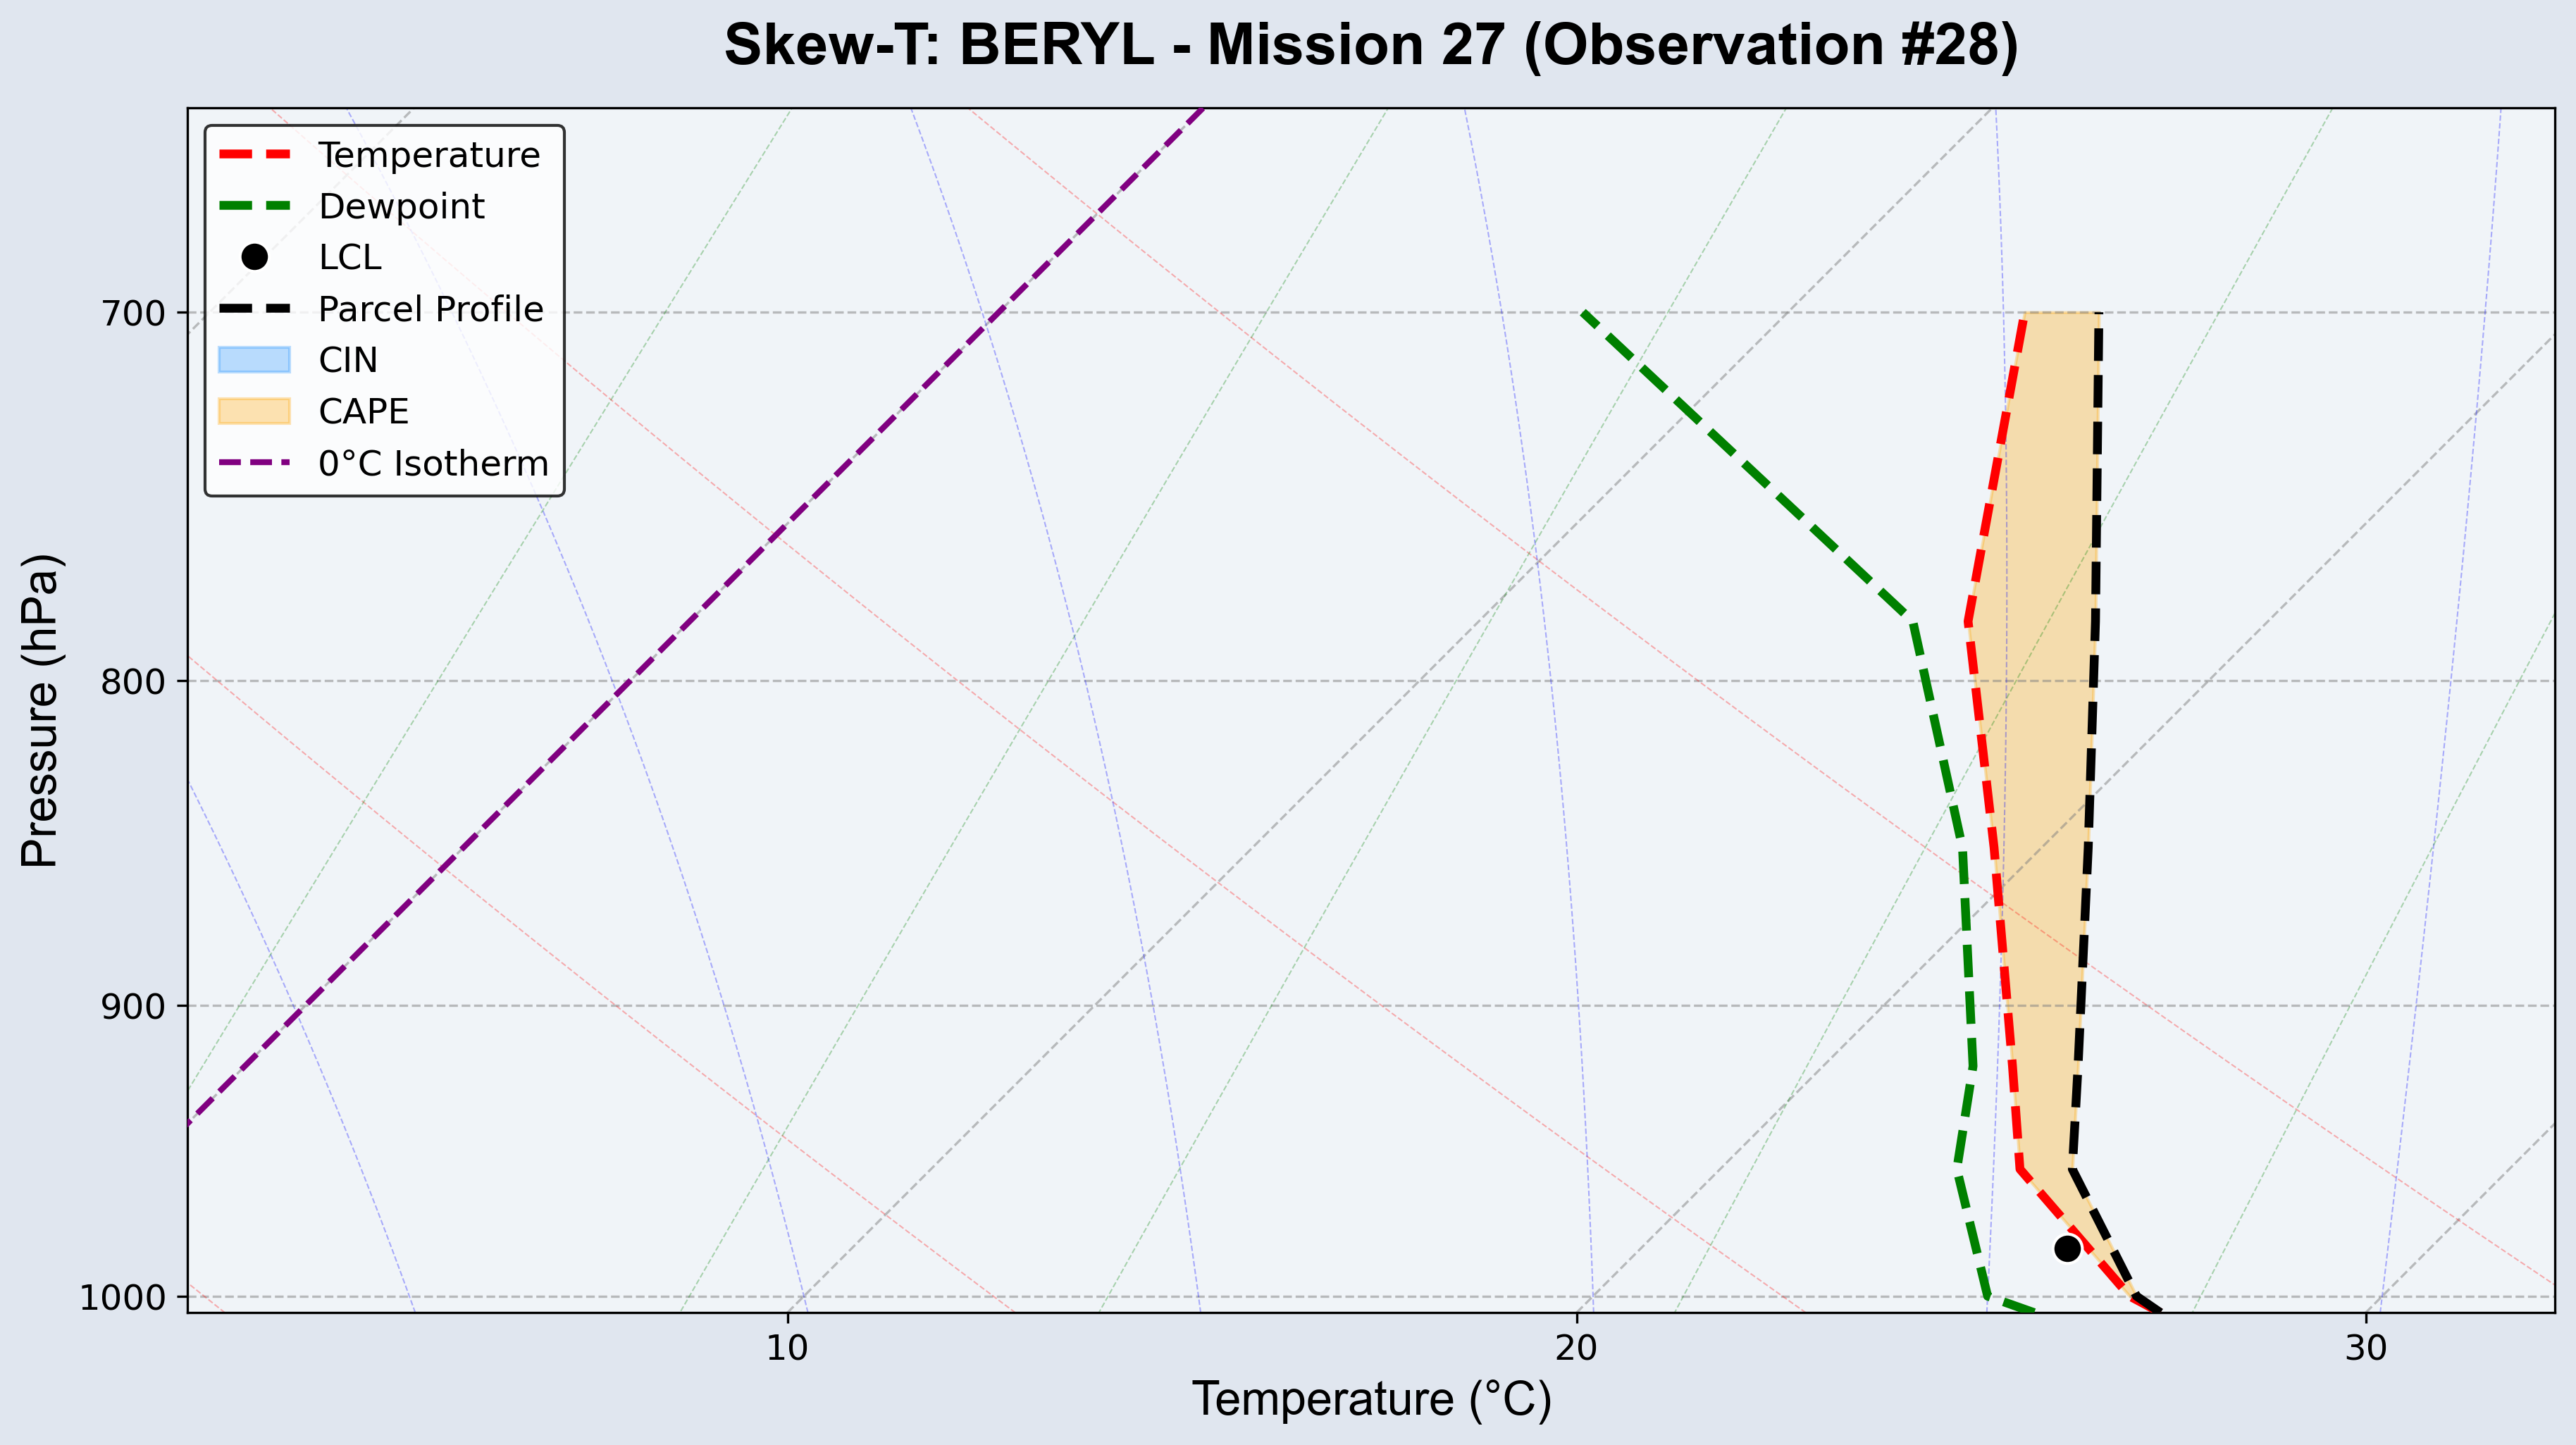 Skew-T: BERYL - Mission 27 (Observation #28)
Temperature
Dewpoint
LCL
Parcel Profile
CIN
CAPE
0°C Isotherm
Pressure (hPa)
700
800
900
1000
10
20
30
Temperature (°C)